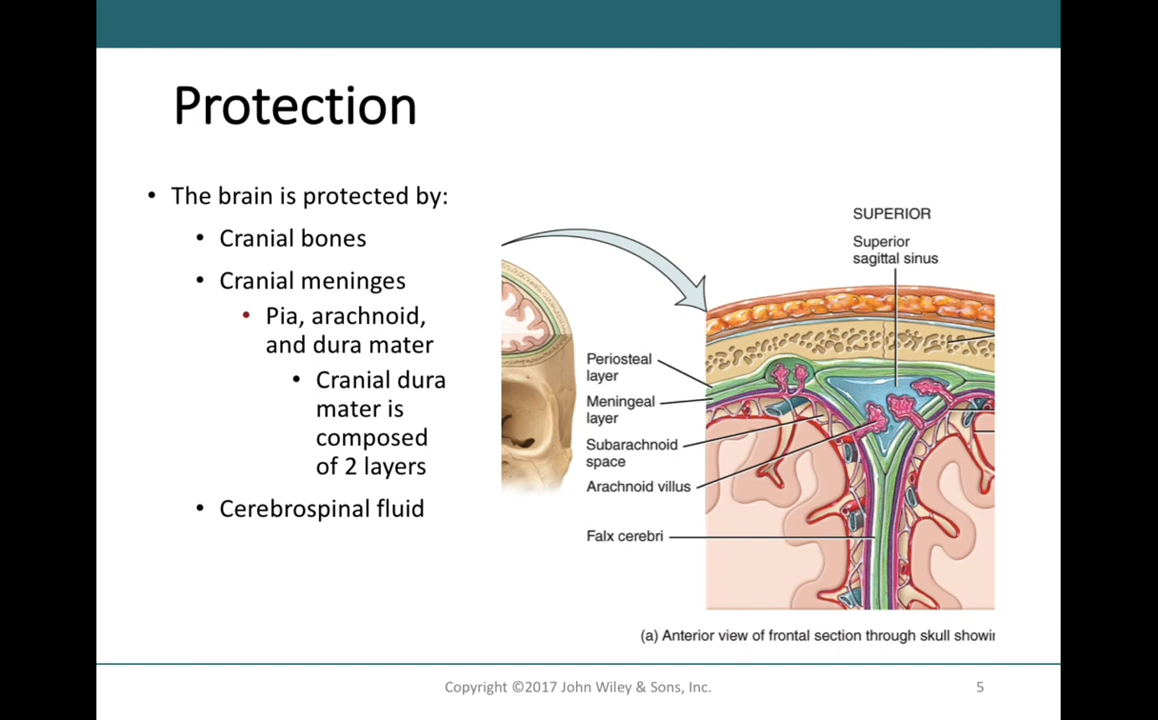 Protection
• The brain is protected by:
• Cranial bones
• Cranial meninges
• Pia, arachnoid,
and dura mater
• Cranial dura
mater is
composed
of 2 layers
• Cerebrospinal fluid
SUPERIOR
Superior
sagittal sinus
Periosteal
layer
Meningeal
layer
Subarachnoid
space
Arachnoid villus
Falx cerebri
(a) Anterior view of frontal section through skull showin
Copyright ©2017 John Wiley & Sons, Inc.
5